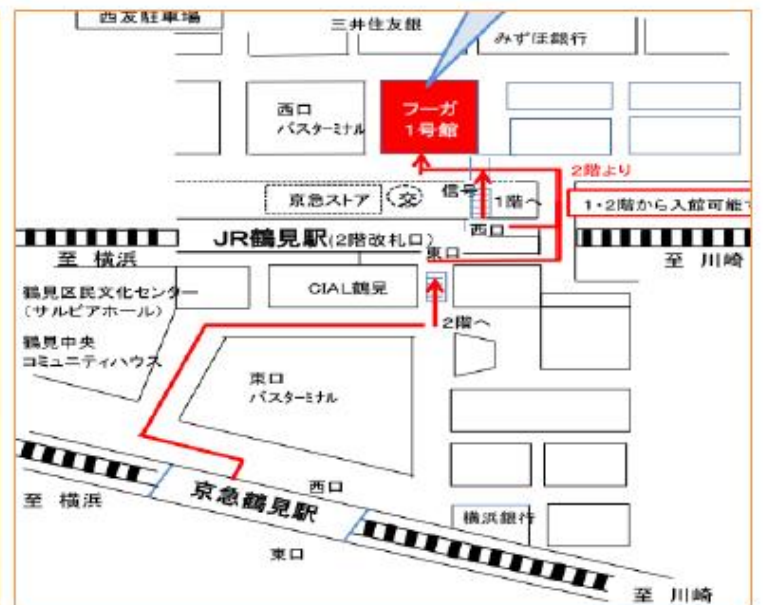 西友駐車場
三井住友銀
みずほ銀行
西口
バスターミナル
フーガ
1号館
2階より
京急ストア
交
信号
1階へ
1・2階から入館可能
西口
JR鶴見駅(2階改札口)
東口
至 横浜
至 川崎
鶴見区民文化センター
(サルビアホール)
CIAL鶴見
2階へ
鶴見中央
コミュニティハウス
東口
バスターミナル
西口
京急鶴見駅
至 横浜
横浜銀行
東口
至 川崎